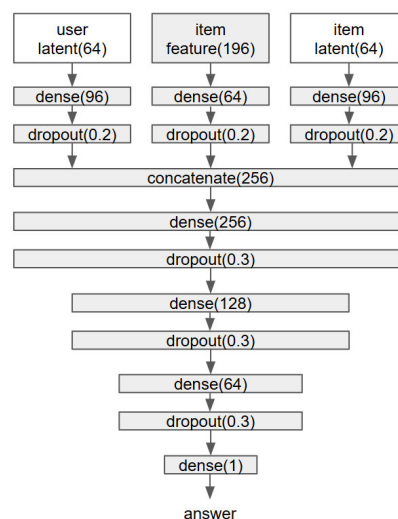 user
latent(64)
item
feature(196)
item
latent(64)
dense(96)
dense(64)
dense(96)
dropout(0.2)
dropout(0.2)
dropout(0.2)
concatenate(256)
dense(256)
dropout(0.3)
dense(128)
dropout(0.3)
dense(64)
dropout(0.3)
dense(1)
answer